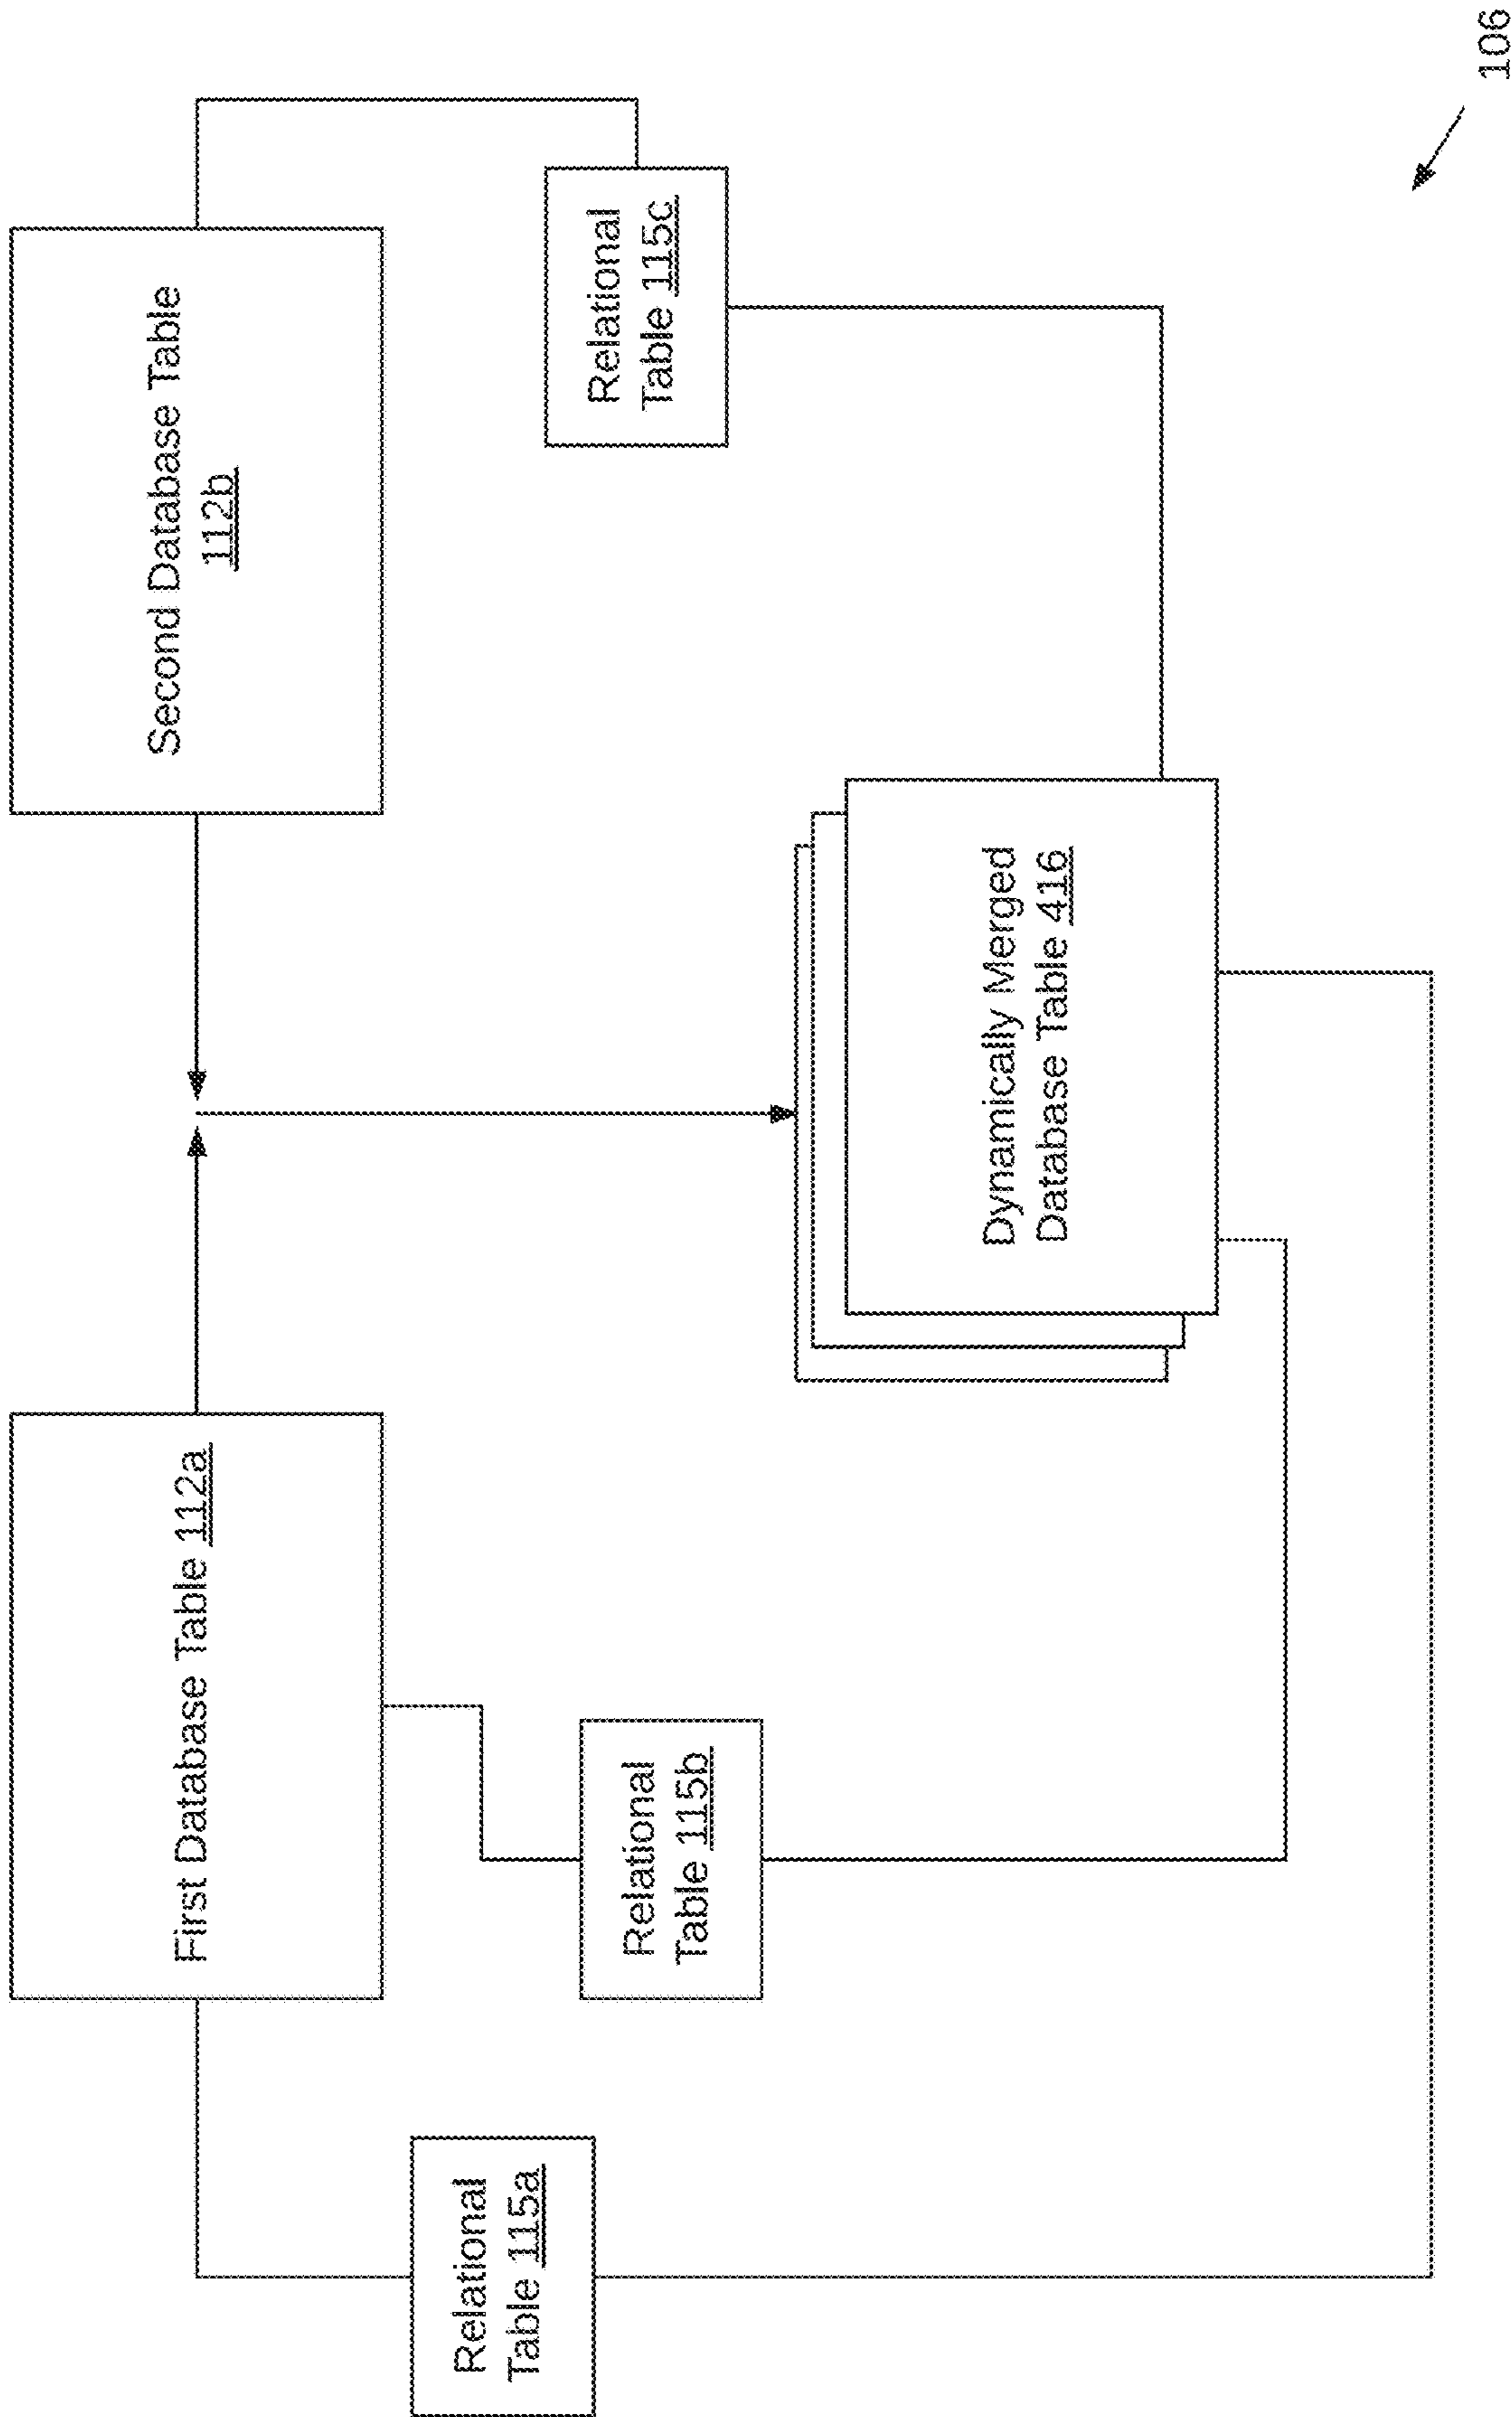 First Database Table 112a
Second Database Table
112b
Relational
Table 115a
Relational
Table 115b
Relational
Table 115c
Dynamically Merged
Database Table 416
106